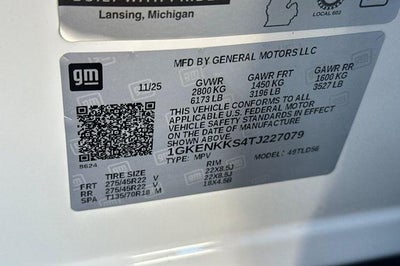 Lansing, Michigan
LOCAL 602
gm
MFD BY GENERAL MOTORS LLC
11/25 GVWR GAWR FRT GAWR RR
2800 KG 1450 KG 1600 KG
6173 LB 3196 LB 3527 LB
THIS VEHICLE CONFORMS TO ALL
APPLICABLE U.S. FEDERAL MOTOR
VEHICLE SAFETY STANDARDS IN EFFECT
ON THE DATE OF MANUFACTURE
SHOWN ABOVE.
1GKENKKS4TJ227079
8624 TYPE: MPV MODEL: 4STLD56
TIRE SIZE RIM
FRT 275/45R22 V 22X8.5J
RR 275/45R22 V 22X8.5J
SPA T135/70R18 M 18X4.5B